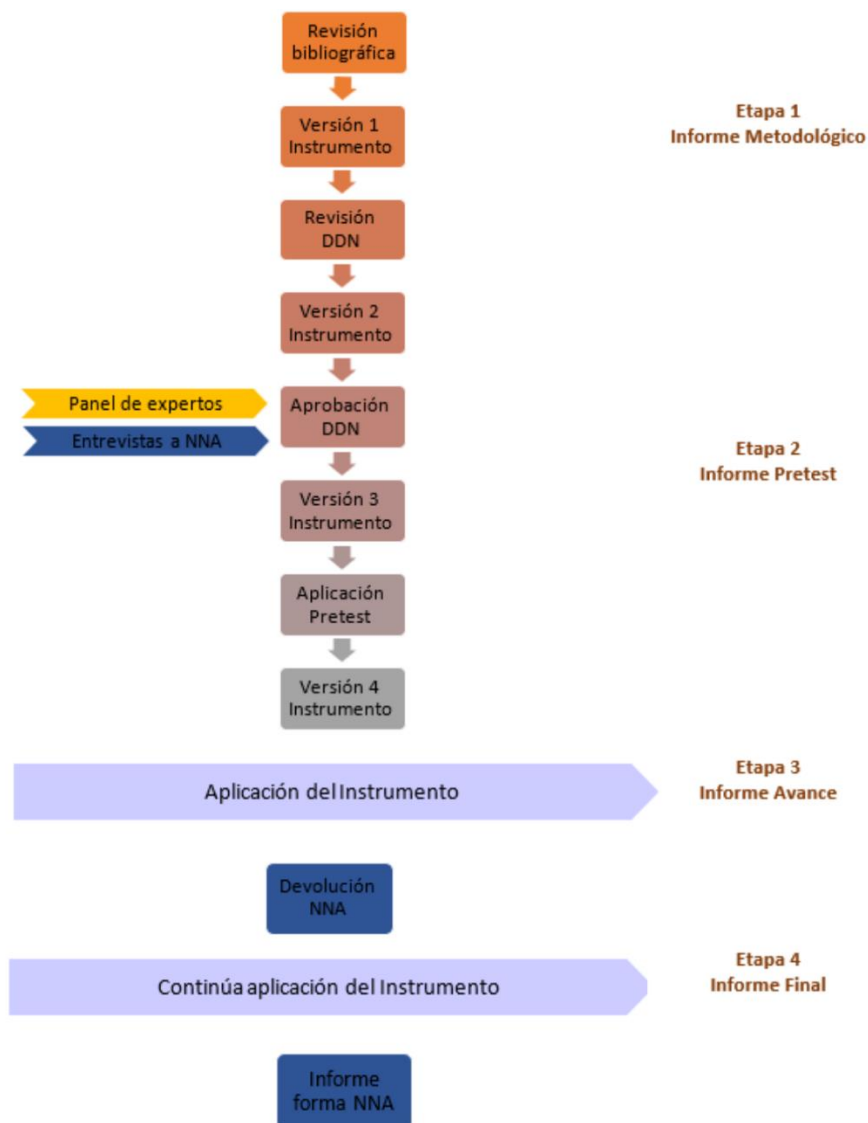 Revisión
bibliográfica
Etapa 1
Informe Metodológico
Versión 1
Instrumento
Revisión
DDN
Versión 2
Instrumento
Panel de expertos
Entrevistas a NNA
Aprobación
DDN
Etapa 2
Informe Pretest
Versión 3
Instrumento
Aplicación
Pretest
Versión 4
Instrumento
Aplicación del Instrumento
Etapa 3
Informe Avance
Devolución
NNA
Continúa aplicación del Instrumento
Etapa 4
Informe Final
Informe
forma NNA